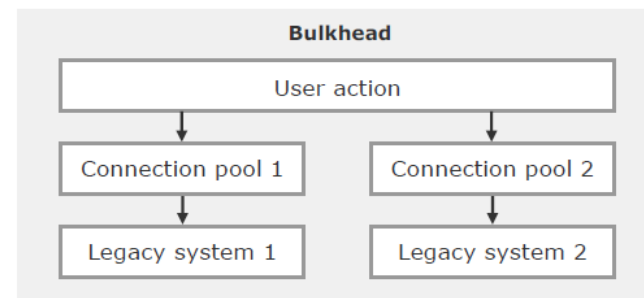 Bulkhead
User action
Connection pool 1
Connection pool 2
Legacy system 1
Legacy system 2